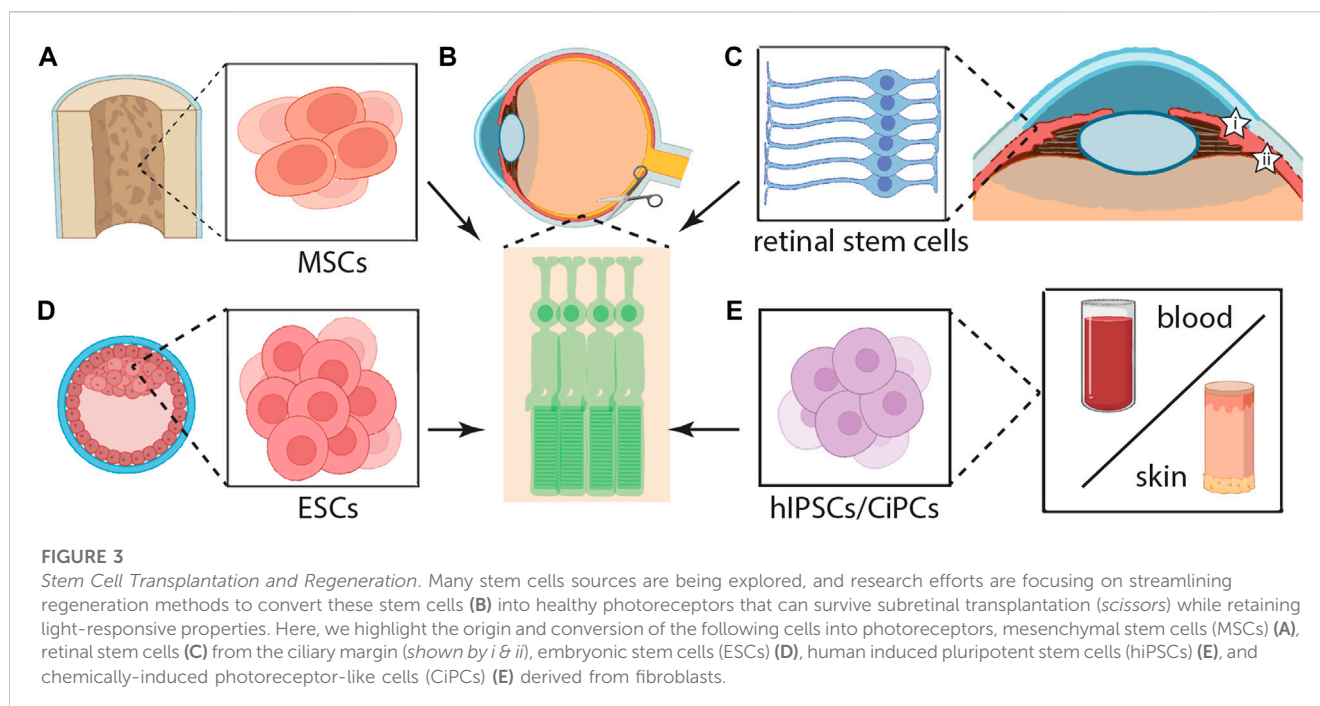 A
B
C
i
ii
MSCs
retinal stem cells
D
E
blood
skin
ESCs
hIPSCs/CiPCs
FIGURE 3
Stem Cell Transplantation and Regeneration. Many stem cells sources are being explored, and research efforts are focusing on streamlining
regeneration methods to convert these stem cells (B) into healthy photoreceptors that can survive subretinal transplantation (scissors) while retaining
light-responsive properties. Here, we highlight the origin and conversion of the following cells into photoreceptors, mesenchymal stem cells (MSCs) (A),
retinal stem cells (C) from the ciliary margin (shown by i & ii), embryonic stem cells (ESCs) (D), human induced pluripotent stem cells (hiPSCs) (E), and
chemically-induced photoreceptor-like cells (CiPCs) (E) derived from fibroblasts.